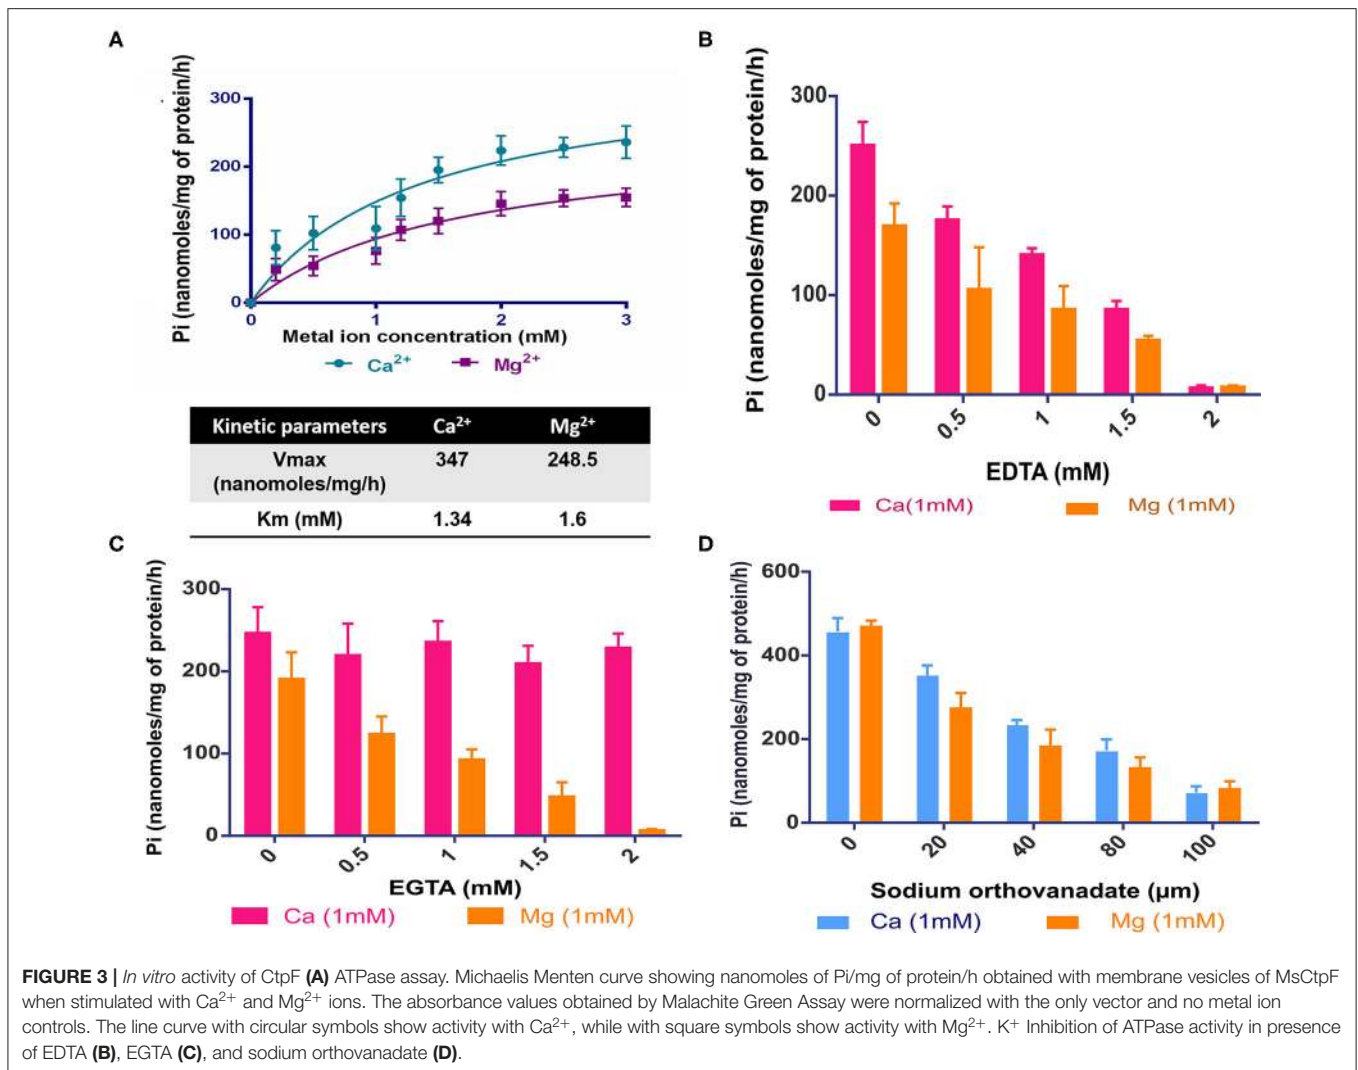 A
Pi (nanomoles/mg of protein/h)
300
200
100
0
0 1 2 3
Metal ion concentration (mM)
Ca2+ Mg2+
Kinetic parameters Ca2+ Mg2+
Vmax (nanomoles/mg/h) 347 248.5
Km (mM) 1.34 1.6
B
Pi (nanomoles/mg of protein/h)
300
200
100
0
0 0.5 1 1.5 2
EDTA (mM)
Ca(1mM) Mg (1mM)
C
Pi (nanomoles/mg of protein/h)
300
200
100
0
0 0.5 1 1.5 2
EGTA (mM)
Ca (1mM) Mg (1mM)
D
Pi (nanomoles/mg of protein/h)
600
400
200
0
0 20 40 80 100
Sodium orthovanadate (µm)
Ca (1mM) Mg (1mM)
FIGURE 3 | In vitro activity of CtpF (A) ATPase assay. Michaelis Menten curve showing nanomoles of Pi/mg of protein/h obtained with membrane vesicles of MsCtpF
when stimulated with Ca2+ and Mg2+ ions. The absorbance values obtained by Malachite Green Assay were normalized with the only vector and no metal ion
controls. The line curve with circular symbols show activity with Ca2+, while with square symbols show activity with Mg2+. K+ Inhibition of ATPase activity in presence
of EDTA (B), EGTA (C), and sodium orthovanadate (D).